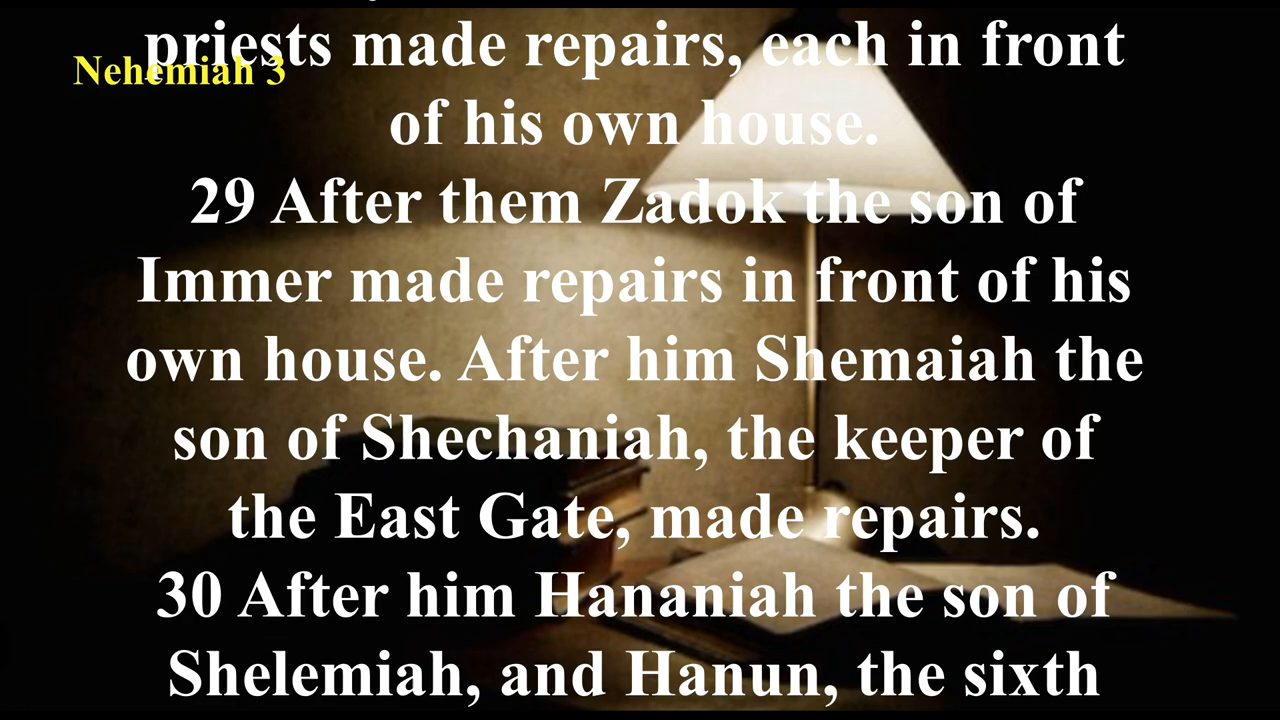 priests made repairs, each in front
Nehemiah 3
of his own house.
29 After them Zadok the son of
Immer made repairs in front of his
own house. After him Shemaiah the
son of Shechaniah, the keeper of
the East Gate, made repairs.
30 After him Hananiah the son of
Shelemiah, and Hanun, the sixth